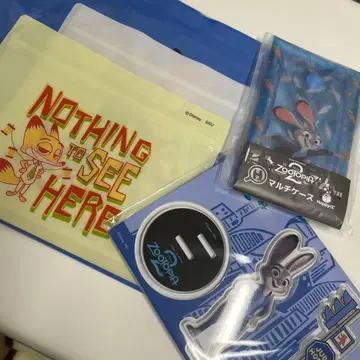 NOTHING
TO SEE
HERE
©Disney
ZOOTOPIA
2
H
マルチケース
ZOOTOPIA
2